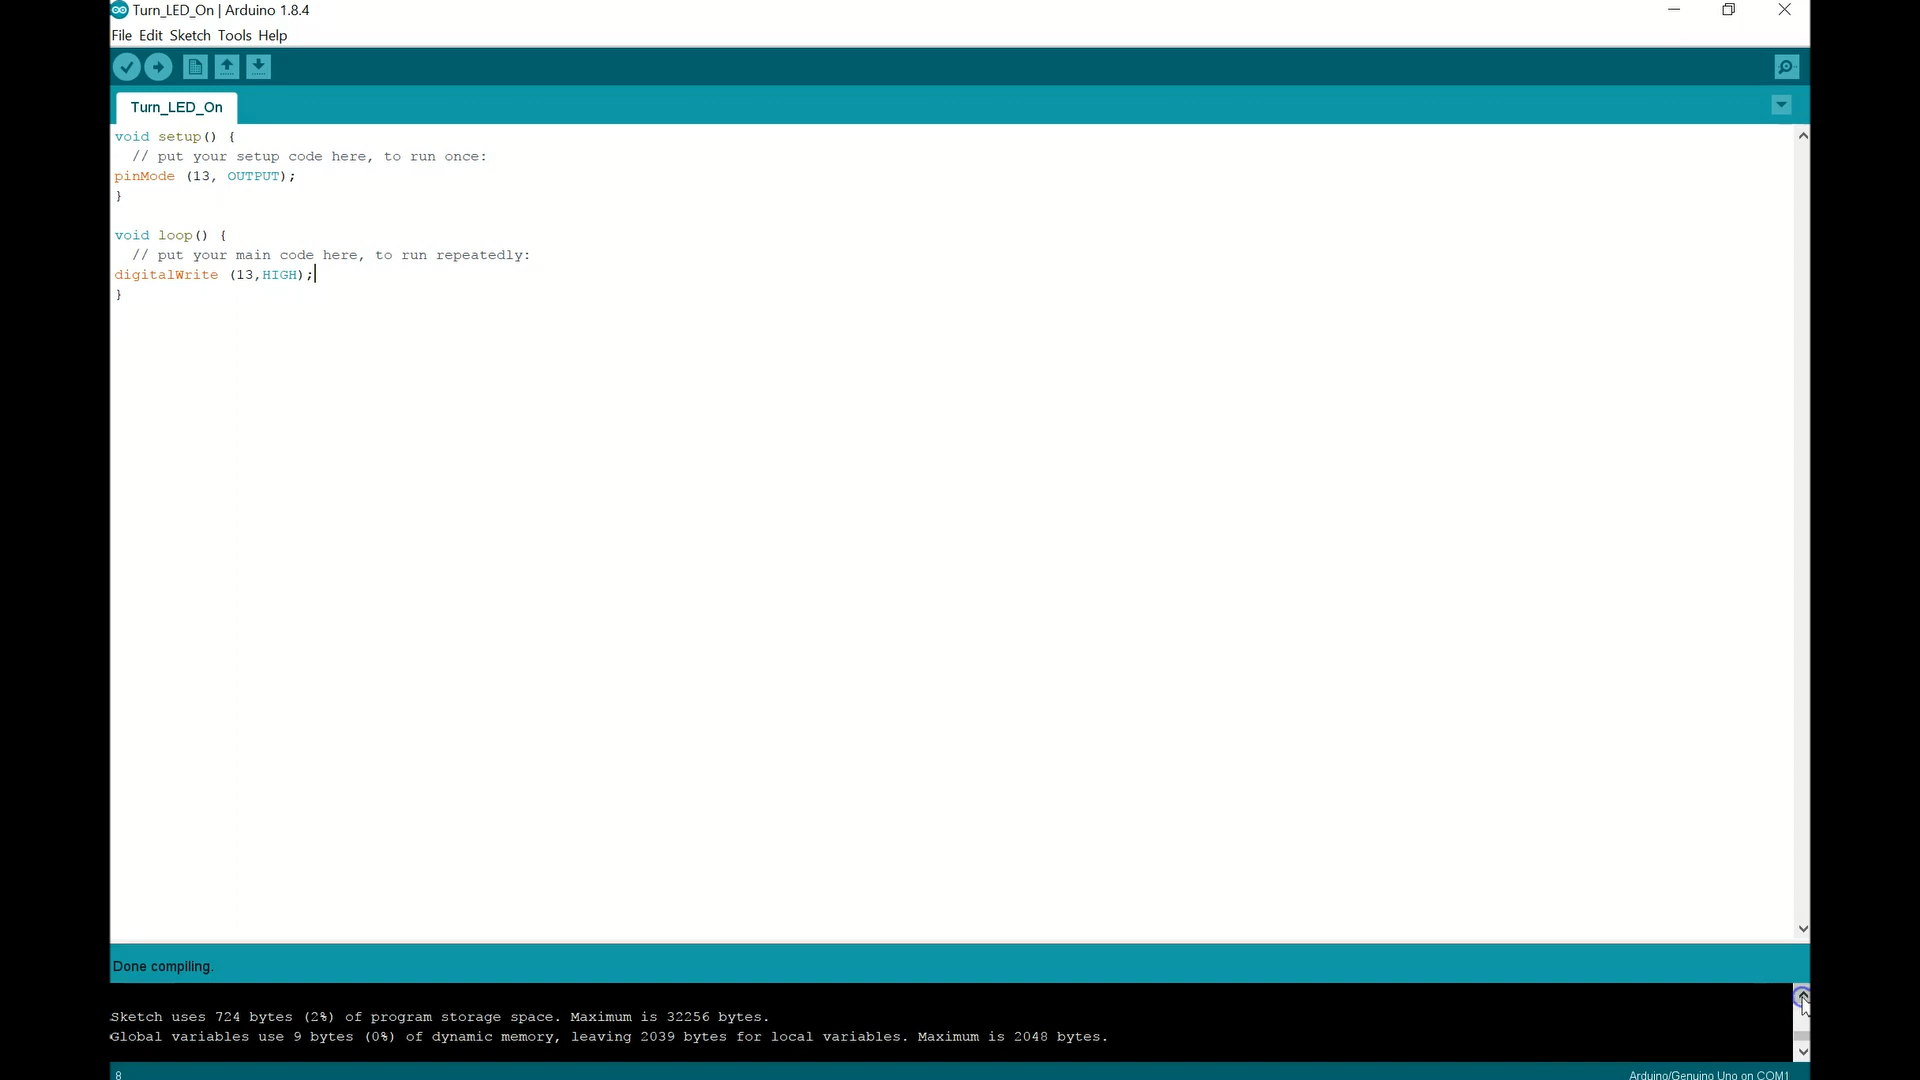 Turn_LED_On | Arduino 1.8.4
File Edit Sketch Tools Help
Turn_LED_On
void setup() {
  // put your setup code here, to run once:
pinMode (13, OUTPUT);
}

void loop() {
  // put your main code here, to run repeatedly:
digitalWrite (13,HIGH);
}
Done compiling.
Sketch uses 724 bytes (2%) of program storage space. Maximum is 32256 bytes.
Global variables use 9 bytes (0%) of dynamic memory, leaving 2039 bytes for local variables. Maximum is 2048 bytes.
8 Arduino/Genuino Uno on COM1